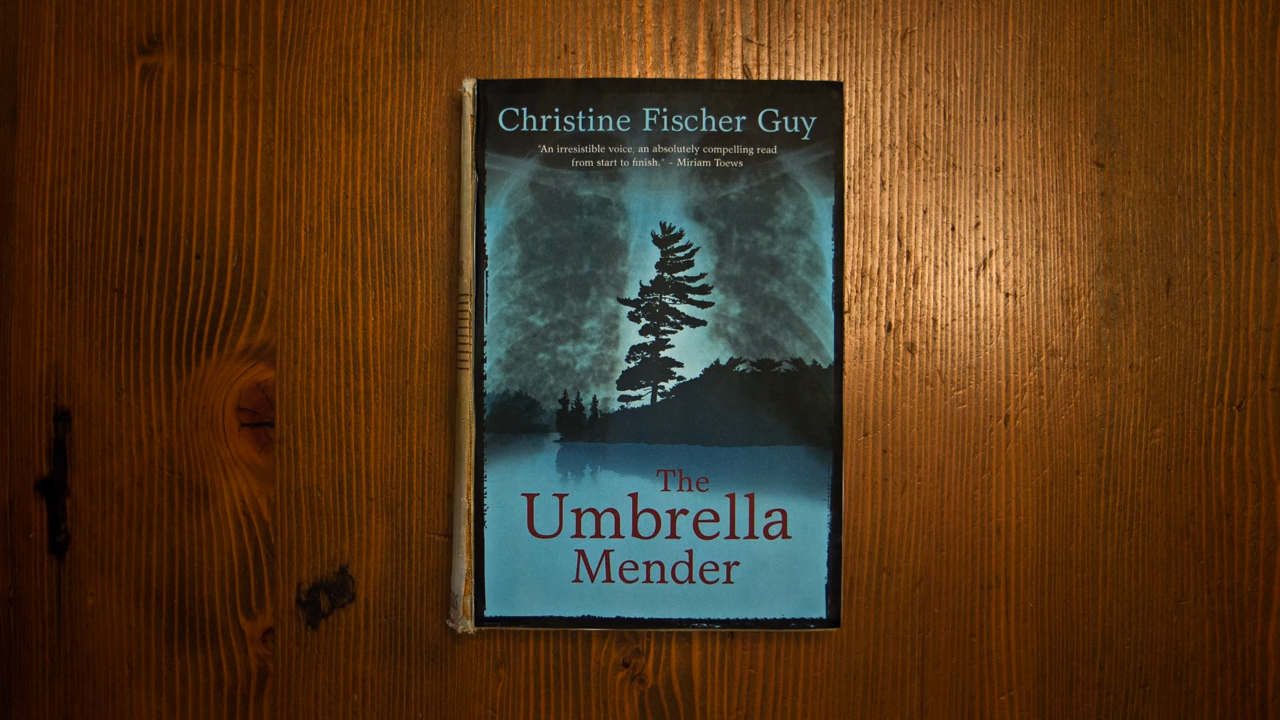 Christine Fischer Guy
"An irresistible voice, an absolutely compelling read
from start to finish." – Miriam Toews
The
Umbrella
Mender